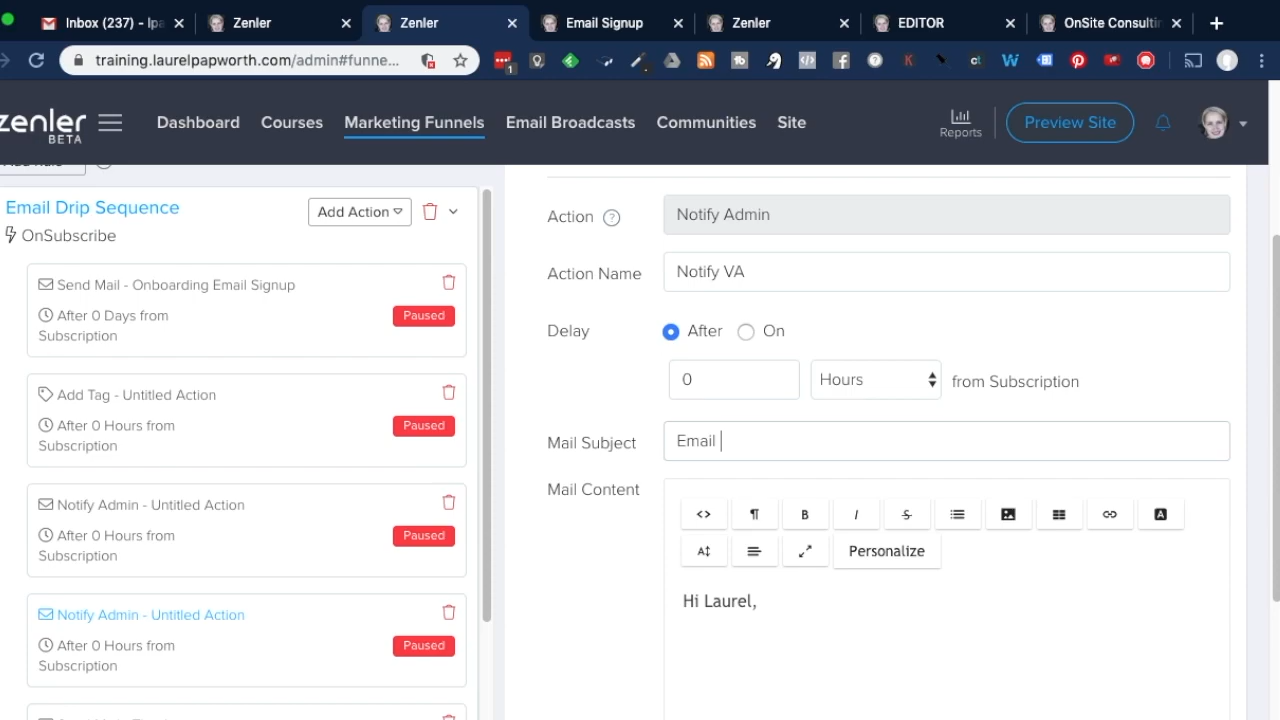 Inbox (237) - lpa
Zenler
Zenler
Email Signup
Zenler
EDITOR
OnSite Consultin
training.laurelpapworth.com/admin#funne...
zenler
BETA
Dashboard
Courses
Marketing Funnels
Email Broadcasts
Communities
Site
Reports
Preview Site
Email Drip Sequence
Add Action
OnSubscribe
Send Mail - Onboarding Email Signup
After 0 Days from
Subscription
Paused
Add Tag - Untitled Action
After 0 Hours from
Subscription
Paused
Notify Admin - Untitled Action
After 0 Hours from
Subscription
Paused
Notify Admin - Untitled Action
After 0 Hours from
Subscription
Paused
Action
Notify Admin
Action Name
Notify VA
Delay
After
On
0
Hours
from Subscription
Mail Subject
Email
Mail Content
Personalize
Hi Laurel,